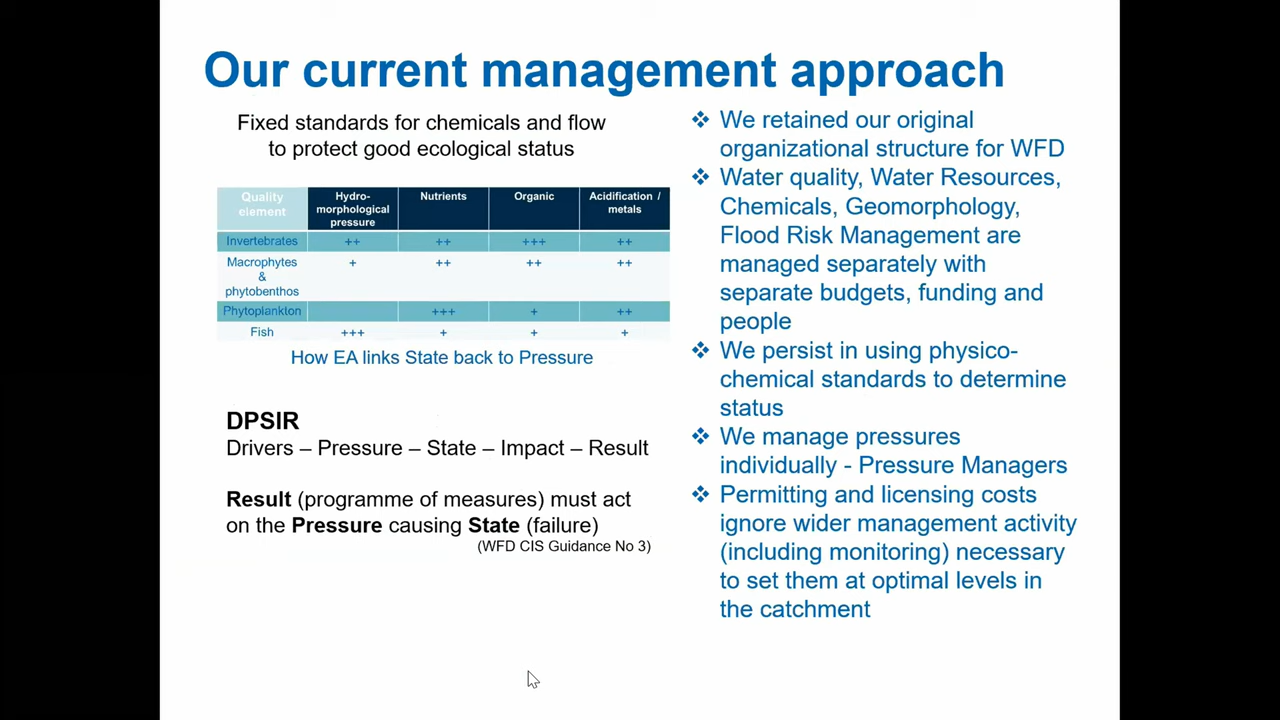 Our current management approach
Fixed standards for chemicals and flow
to protect good ecological status
Quality element | Hydro-morphological pressure | Nutrients | Organic | Acidification / metals
Invertebrates | ++ | ++ | +++ | ++
Macrophytes & phytobenthos | + | ++ | ++ | ++
Phytoplankton | | +++ | + | ++
Fish | +++ | + | + | +
How EA links State back to Pressure
DPSIR
Drivers – Pressure – State – Impact – Result
Result (programme of measures) must act
on the Pressure causing State (failure)
(WFD CIS Guidance No 3)
❖ We retained our original
organizational structure for WFD
❖ Water quality, Water Resources,
Chemicals, Geomorphology,
Flood Risk Management are
managed separately with
separate budgets, funding and
people
❖ We persist in using physico-
chemical standards to determine
status
❖ We manage pressures
individually - Pressure Managers
❖ Permitting and licensing costs
ignore wider management activity
(including monitoring) necessary
to set them at optimal levels in
the catchment